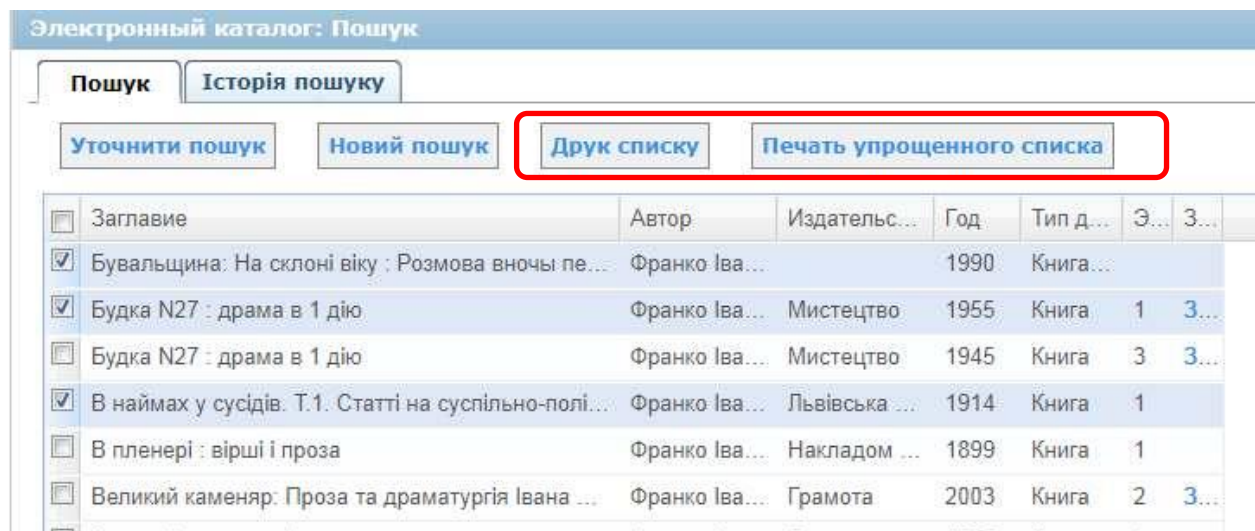 Электронный каталог: Пошук
Пошук Історія пошуку
Уточнити пошук Новий пошук Друк списку Печать упрощенного списка
Заглавие Автор Издательс... Год Тип д... Э... З...
Бувальщина: На склоні віку : Розмова вночы пе... Франко Іва... 1990 Книга...
Будка N27 : драма в 1 дію Франко Іва... Мистецтво 1955 Книга 1 З...
Будка N27 : драма в 1 дію Франко Іва... Мистецтво 1945 Книга 3 З...
В наймах у сусідів. Т.1. Статті на суспільно-полі... Франко Іва... Львівська ... 1914 Книга 1
В пленері : вірші і проза Франко Іва... Накладом ... 1899 Книга 1
Великий каменяр: Проза та драматургія Івана ... Франко Іва... Грамота 2003 Книга 2 З...